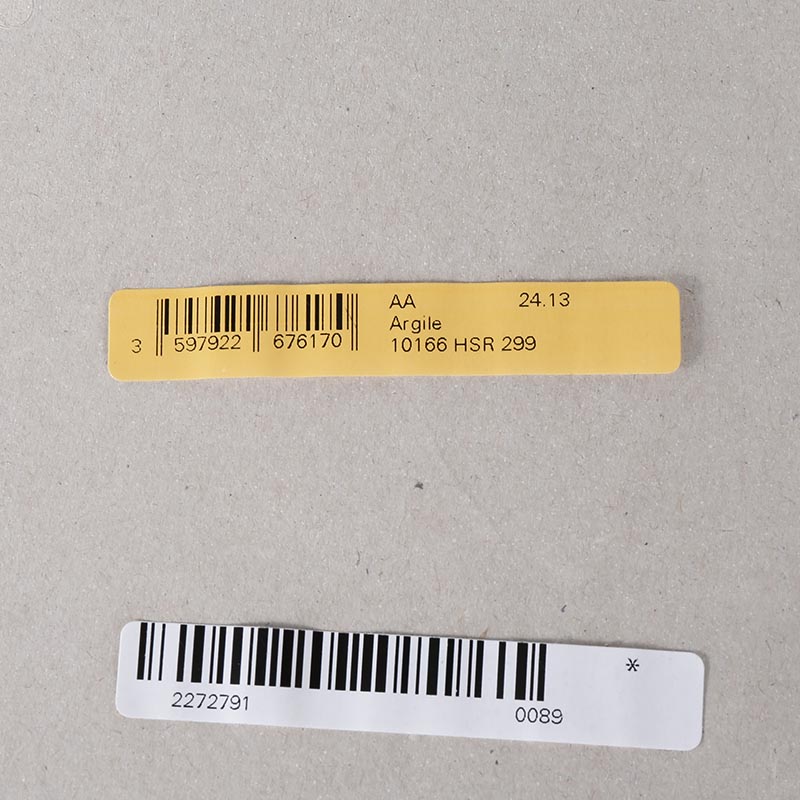 AA 24.13
Argile
10166 HSR 299
3 597922 676170
2272791 0089 *